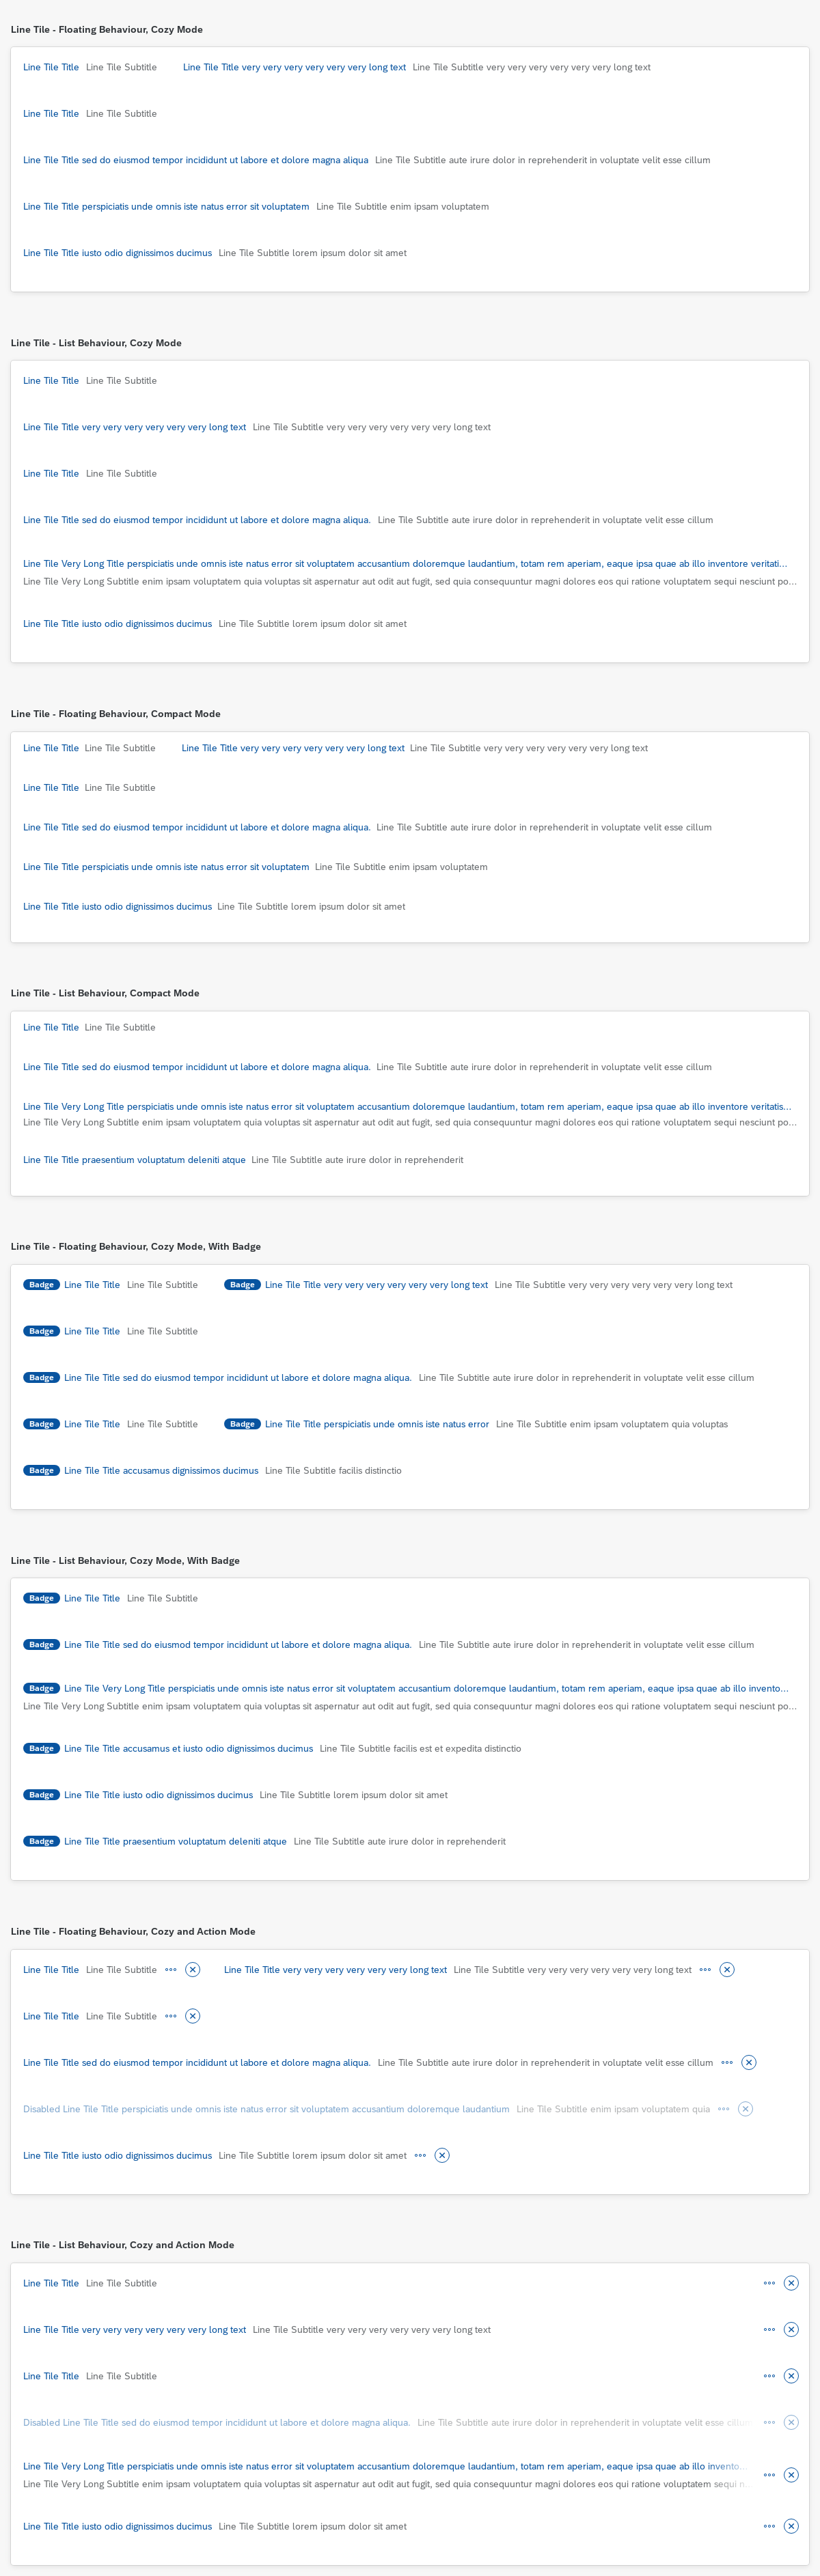 Line Tile - Floating Behaviour, Cozy Mode
Line Tile Title Line Tile Subtitle Line Tile Title very very very very very very long text Line Tile Subtitle very very very very very very long text
Line Tile Title Line Tile Subtitle
Line Tile Title sed do eiusmod tempor incididunt ut labore et dolore magna aliqua Line Tile Subtitle aute irure dolor in reprehenderit in voluptate velit esse cillum
Line Tile Title perspiciatis unde omnis iste natus error sit voluptatem Line Tile Subtitle enim ipsam voluptatem
Line Tile Title iusto odio dignissimos ducimus Line Tile Subtitle lorem ipsum dolor sit amet
Line Tile - List Behaviour, Cozy Mode
Line Tile Title Line Tile Subtitle
Line Tile Title very very very very very very long text Line Tile Subtitle very very very very very very long text
Line Tile Title Line Tile Subtitle
Line Tile Title sed do eiusmod tempor incididunt ut labore et dolore magna aliqua. Line Tile Subtitle aute irure dolor in reprehenderit in voluptate velit esse cillum
Line Tile Very Long Title perspiciatis unde omnis iste natus error sit voluptatem accusantium doloremque laudantium, totam rem aperiam, eaque ipsa quae ab illo inventore veritati...
Line Tile Very Long Subtitle enim ipsam voluptatem quia voluptas sit aspernatur aut odit aut fugit, sed quia consequuntur magni dolores eos qui ratione voluptatem sequi nesciunt po...
Line Tile Title iusto odio dignissimos ducimus Line Tile Subtitle lorem ipsum dolor sit amet
Line Tile - Floating Behaviour, Compact Mode
Line Tile Title Line Tile Subtitle Line Tile Title very very very very very very long text Line Tile Subtitle very very very very very very long text
Line Tile Title Line Tile Subtitle
Line Tile Title sed do eiusmod tempor incididunt ut labore et dolore magna aliqua. Line Tile Subtitle aute irure dolor in reprehenderit in voluptate velit esse cillum
Line Tile Title perspiciatis unde omnis iste natus error sit voluptatem Line Tile Subtitle enim ipsam voluptatem
Line Tile Title iusto odio dignissimos ducimus Line Tile Subtitle lorem ipsum dolor sit amet
Line Tile - List Behaviour, Compact Mode
Line Tile Title Line Tile Subtitle
Line Tile Title sed do eiusmod tempor incididunt ut labore et dolore magna aliqua. Line Tile Subtitle aute irure dolor in reprehenderit in voluptate velit esse cillum
Line Tile Very Long Title perspiciatis unde omnis iste natus error sit voluptatem accusantium doloremque laudantium, totam rem aperiam, eaque ipsa quae ab illo inventore veritatis...
Line Tile Very Long Subtitle enim ipsam voluptatem quia voluptas sit aspernatur aut odit aut fugit, sed quia consequuntur magni dolores eos qui ratione voluptatem sequi nesciunt po...
Line Tile Title praesentium voluptatum deleniti atque Line Tile Subtitle aute irure dolor in reprehenderit
Line Tile - Floating Behaviour, Cozy Mode, With Badge
Badge Line Tile Title Line Tile Subtitle Badge Line Tile Title very very very very very very long text Line Tile Subtitle very very very very very very long text
Badge Line Tile Title Line Tile Subtitle
Badge Line Tile Title sed do eiusmod tempor incididunt ut labore et dolore magna aliqua. Line Tile Subtitle aute irure dolor in reprehenderit in voluptate velit esse cillum
Badge Line Tile Title Line Tile Subtitle Badge Line Tile Title perspiciatis unde omnis iste natus error Line Tile Subtitle enim ipsam voluptatem quia voluptas
Badge Line Tile Title accusamus dignissimos ducimus Line Tile Subtitle facilis distinctio
Line Tile - List Behaviour, Cozy Mode, With Badge
Badge Line Tile Title Line Tile Subtitle
Badge Line Tile Title sed do eiusmod tempor incididunt ut labore et dolore magna aliqua. Line Tile Subtitle aute irure dolor in reprehenderit in voluptate velit esse cillum
Badge Line Tile Very Long Title perspiciatis unde omnis iste natus error sit voluptatem accusantium doloremque laudantium, totam rem aperiam, eaque ipsa quae ab illo invento...
Line Tile Very Long Subtitle enim ipsam voluptatem quia voluptas sit aspernatur aut odit aut fugit, sed quia consequuntur magni dolores eos qui ratione voluptatem sequi nesciunt po...
Badge Line Tile Title accusamus et iusto odio dignissimos ducimus Line Tile Subtitle facilis est et expedita distinctio
Badge Line Tile Title iusto odio dignissimos ducimus Line Tile Subtitle lorem ipsum dolor sit amet
Badge Line Tile Title praesentium voluptatum deleniti atque Line Tile Subtitle aute irure dolor in reprehenderit
Line Tile - Floating Behaviour, Cozy and Action Mode
Line Tile Title Line Tile Subtitle Line Tile Title very very very very very very long text Line Tile Subtitle very very very very very very long text
Line Tile Title Line Tile Subtitle
Line Tile Title sed do eiusmod tempor incididunt ut labore et dolore magna aliqua. Line Tile Subtitle aute irure dolor in reprehenderit in voluptate velit esse cillum
Disabled Line Tile Title perspiciatis unde omnis iste natus error sit voluptatem accusantium doloremque laudantium Line Tile Subtitle enim ipsam voluptatem quia
Line Tile Title iusto odio dignissimos ducimus Line Tile Subtitle lorem ipsum dolor sit amet
Line Tile - List Behaviour, Cozy and Action Mode
Line Tile Title Line Tile Subtitle
Line Tile Title very very very very very very long text Line Tile Subtitle very very very very very very long text
Line Tile Title Line Tile Subtitle
Disabled Line Tile Title sed do eiusmod tempor incididunt ut labore et dolore magna aliqua. Line Tile Subtitle aute irure dolor in reprehenderit in voluptate velit esse cillum
Line Tile Very Long Title perspiciatis unde omnis iste natus error sit voluptatem accusantium doloremque laudantium, totam rem aperiam, eaque ipsa quae ab illo invento...
Line Tile Very Long Subtitle enim ipsam voluptatem quia voluptas sit aspernatur aut odit aut fugit, sed quia consequuntur magni dolores eos qui ratione voluptatem sequi n...
Line Tile Title iusto odio dignissimos ducimus Line Tile Subtitle lorem ipsum dolor sit amet